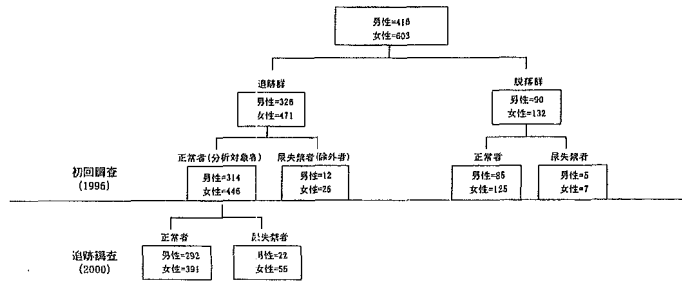 男性=416
女性=603
追跡群
脱落群
男性=326
女性=471
男性=90
女性=132
正常者(分析対象者)
尿失禁者(除外者)
正常者
尿失禁者
初回調査
(1996)
男性=314
女性=446
男性=12
女性=25
男性=85
女性=125
男性=5
女性=7
正常者
尿失禁者
追跡調査
(2000)
男性=292
女性=391
男性=22
女性=55